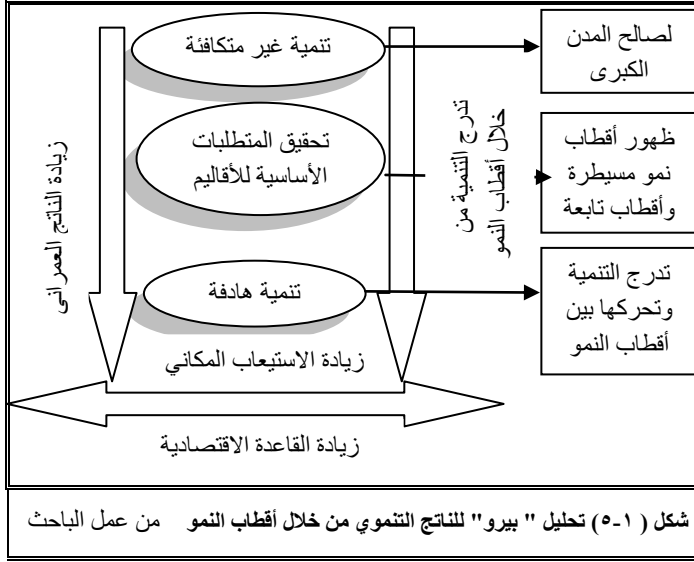 لصالح المدن
الكبرى
تنمية غير متكافئة
ظهور أقطاب
نمو مسيطرة
وأقطاب تابعة
تدرج التنمية من
خلال أقطاب النمو
تحقيق المتطلبات
الأساسية للأقاليم
زيادة الناتج العمرانى
تدرج التنمية
وتحركها بين
أقطاب النمو
تنمية هادفة
زيادة الاستيعاب المكاني
زيادة القاعدة الاقتصادية
شكل ( ١-٥) تحليل " بيرو" للناتج التنموي من خلال أقطاب النمو من عمل الباحث